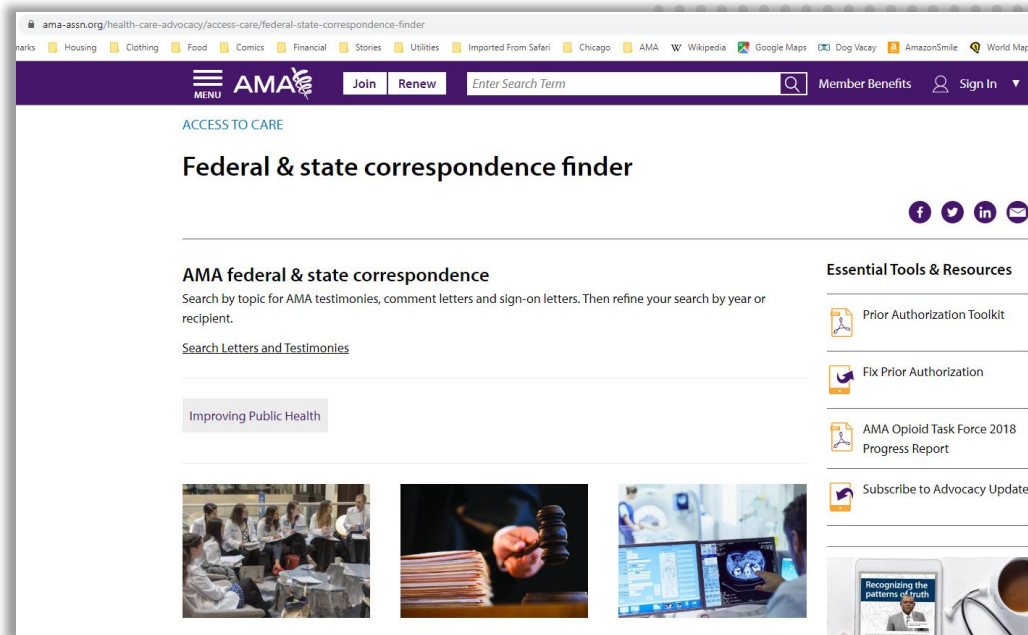 ama-assn.org/health-care-advocacy/access-care/federal-state-correspondence-finder
Housing Clothing Food Comics Financial Stories Utilities Imported From Safari Chicago AMA W Wikipedia Google Maps Dog Vacay AmazonSmile World Map
MENU AMA Join Renew Enter Search Term Member Benefits Sign In
ACCESS TO CARE
Federal & state correspondence finder
AMA federal & state correspondence
Search by topic for AMA testimonies, comment letters and sign-on letters. Then refine your search by year or
recipient.
Search Letters and Testimonies
Improving Public Health
Essential Tools & Resources
Prior Authorization Toolkit
Fix Prior Authorization
AMA Opioid Task Force 2018
Progress Report
Subscribe to Advocacy Update
Recognizing the
patterns of truth